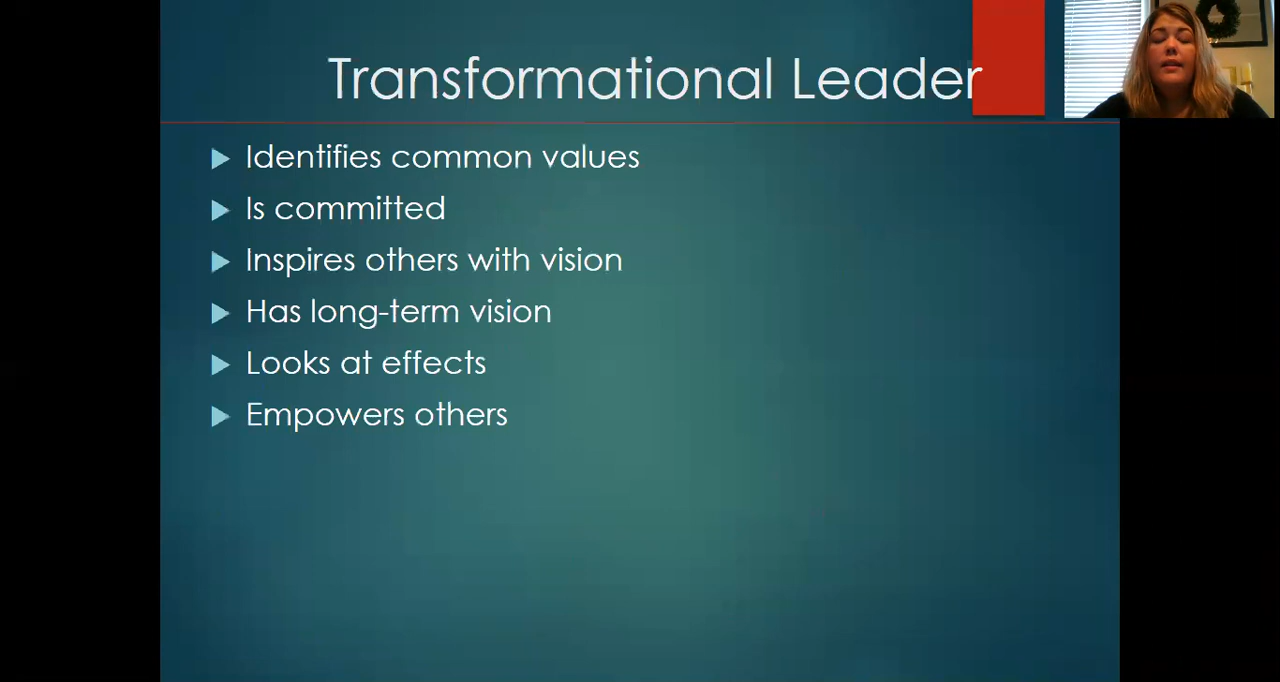 Transformational Leader
Identifies common values
Is committed
Inspires others with vision
Has long-term vision
Looks at effects
Empowers others